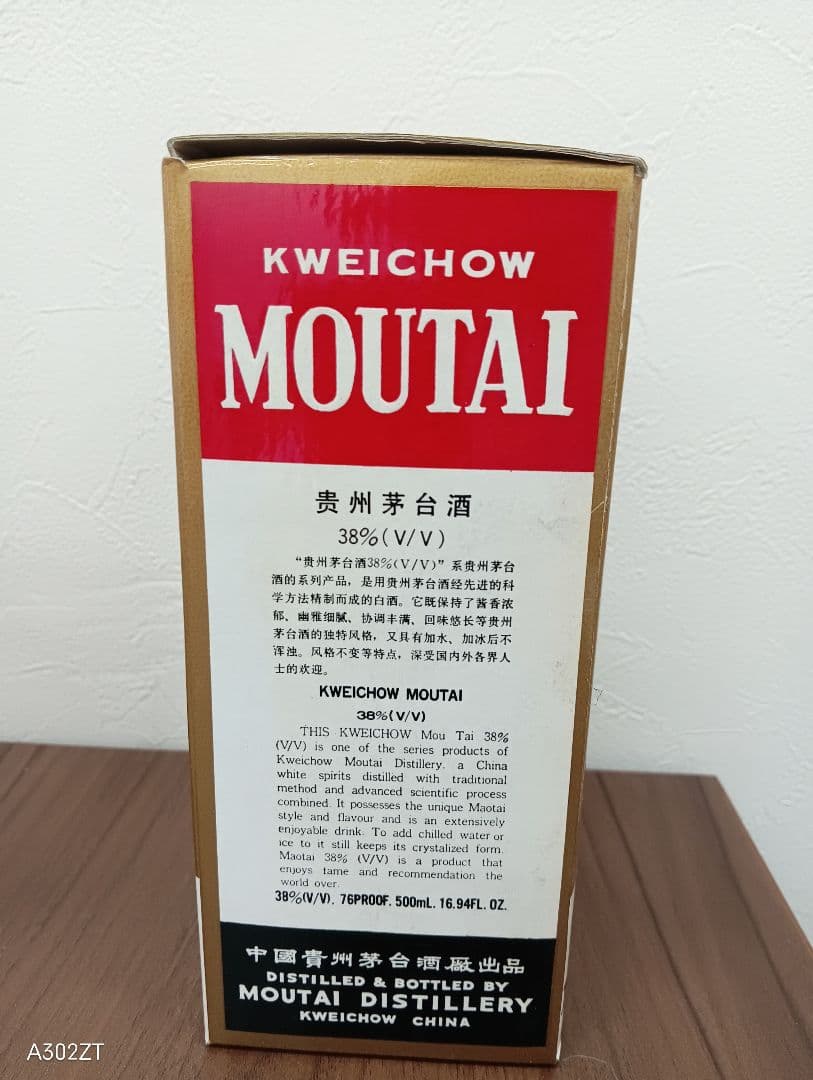 KWEICHOW
MOUTAI
贵州茅台酒
38%(V/V)
“贵州茅台酒38%(V/V)”系贵州茅台
酒的系列产品，是用贵州茅台酒经先进的科
学方法精制而成的白酒。它既保持了酱香浓
郁、幽雅细腻、协调丰满、回味悠长等贵州
茅台酒的独特风格，又具有加水、加冰后不
浑浊。风格不变等特点，深受国内外各界人
士的欢迎。
KWEICHOW MOUTAI
38%(V/V)
THIS KWEICHOW Mou Tai 38%
(V/V) is one of the series products of
Kweichow Moutai Distillery. a China
white spirits distilled with traditional
method and advanced scientific process
combined. It possesses the unique Maotai
style and flavour and is an extensively
enjoyable drink. To add chilled water or
ice to it still keeps its crystalized form.
Maotai 38% (V/V) is a product that
enjoys tame and recommendation the
world over.
38%(V/V). 76PROOF. 500mL. 16.94FL. OZ.
中國貴州茅台酒廠出品
DISTILLED & BOTTLED BY
MOUTAI DISTILLERY
KWEICHOW CHINA
A302ZT